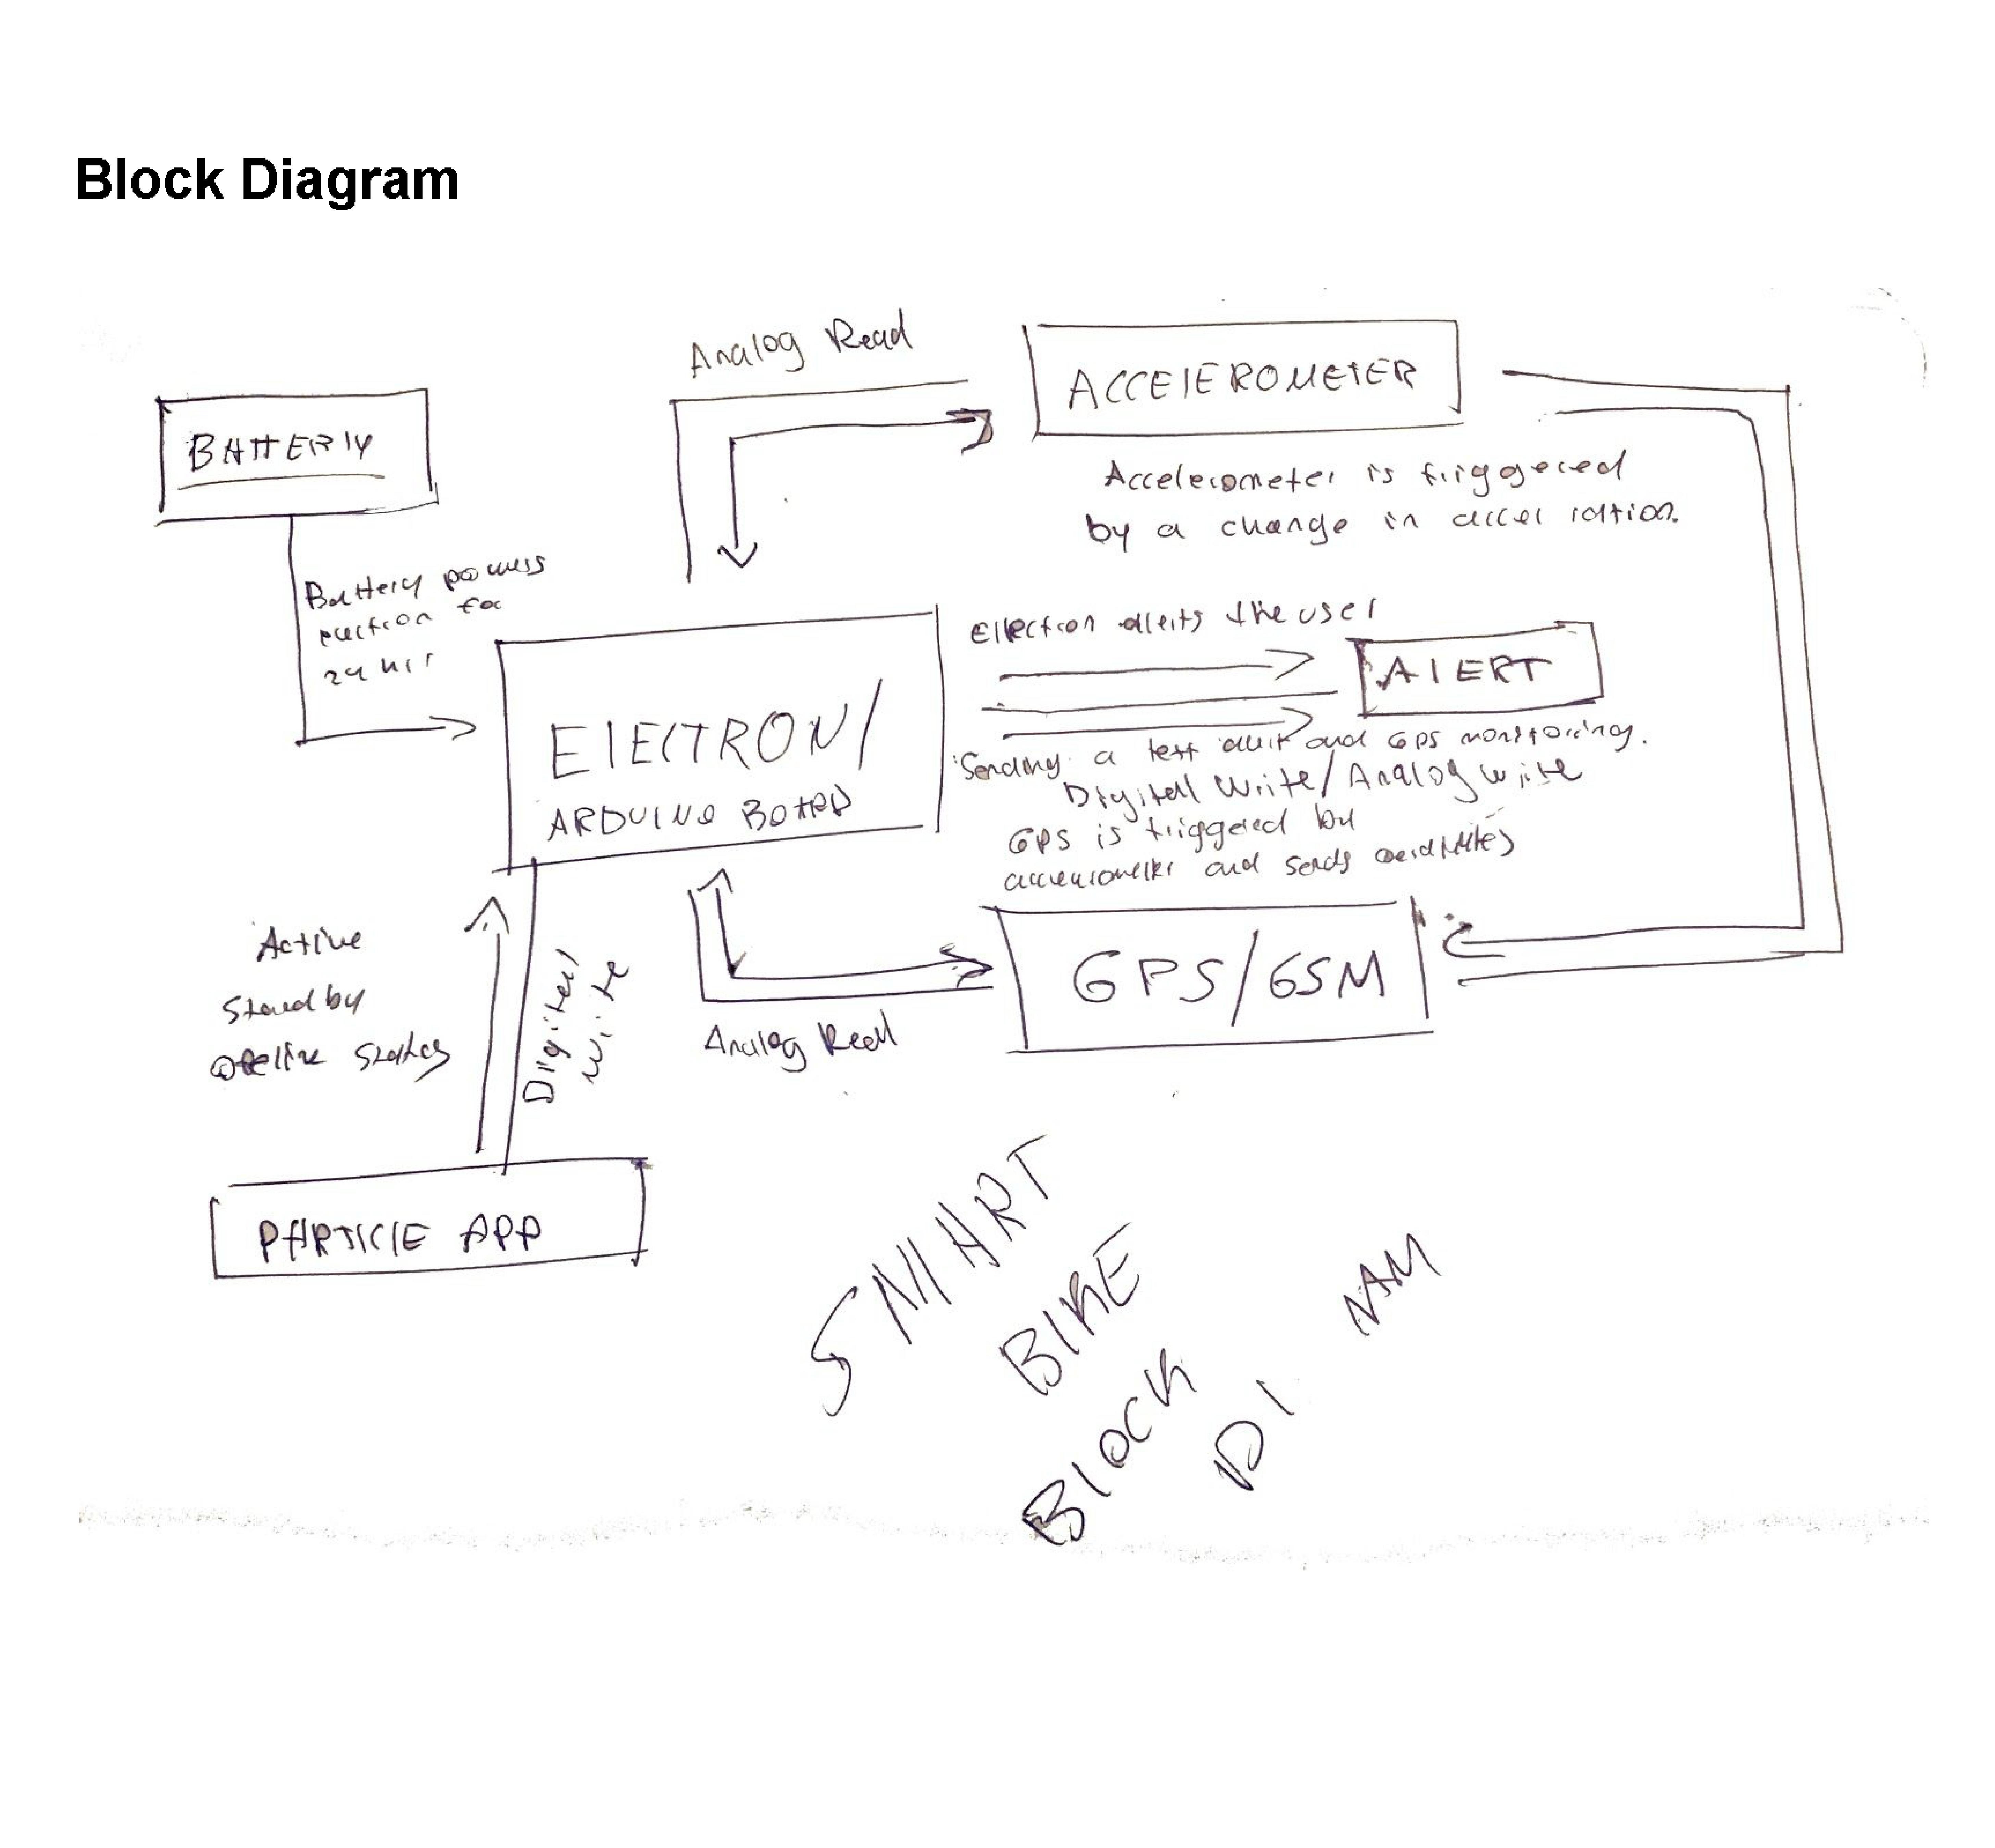 Block Diagram
Analog Read
ACCElEROMETER
BATTERY
Accelerometer is triggered
by a change in accel ration.
Battery powers
electron for
24 hrs
Ellectron alerts the user
AlERT
ElECTRON/
ARDUINO BOARD
Sending a text alert and GPS monitoring.
Digitall Write/Analog write
GPS is triggered by
accelerometer and sends coordinates
Active
Stand by
offline States
Digital
write
GPS/GSM
Analog Read
PARTIClE APP
SMART
BIKE
BlOCK
DI